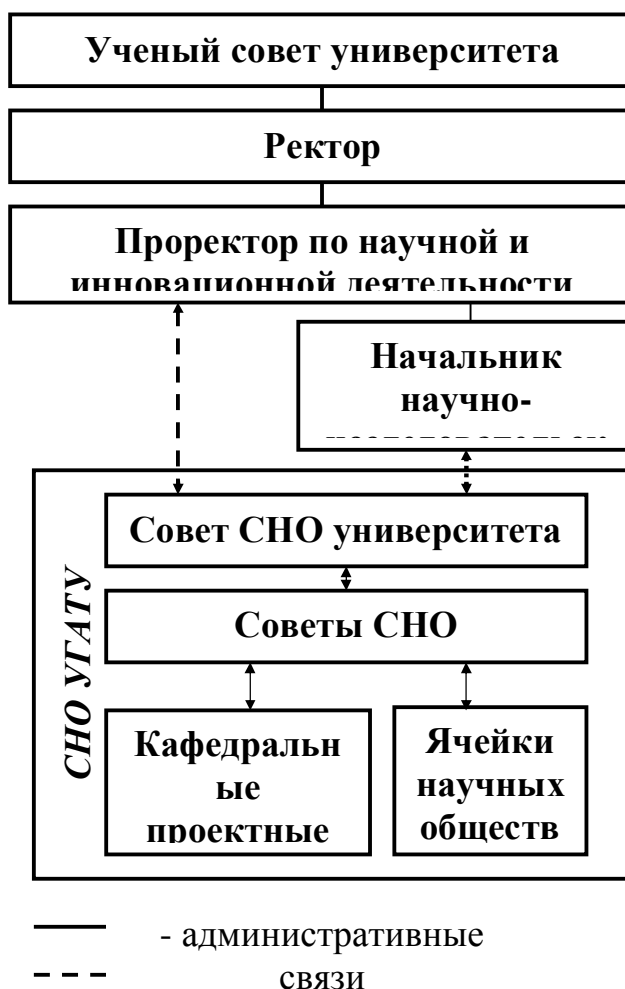 Ученый совет университета
Ректор
Проректор по научной и
инновационной деятельности
Начальник
научно-
Совет СНО университета
Советы СНО
СНО УГАТУ
Кафедральн
ые
проектные
Ячейки
научных
обществ
- административные
связи